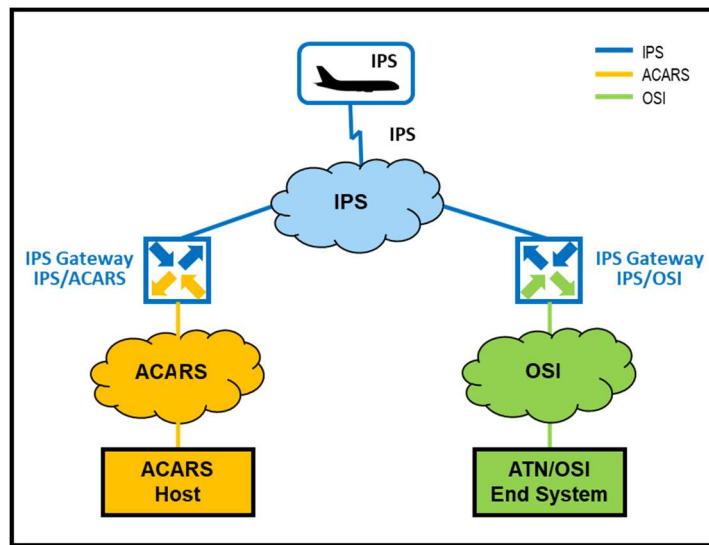 IPS
IPS
ACARS
OSI
IPS
IPS
IPS Gateway
IPS/ACARS
IPS Gateway
IPS/OSI
ACARS
OSI
ACARS
Host
ATN/OSI
End System